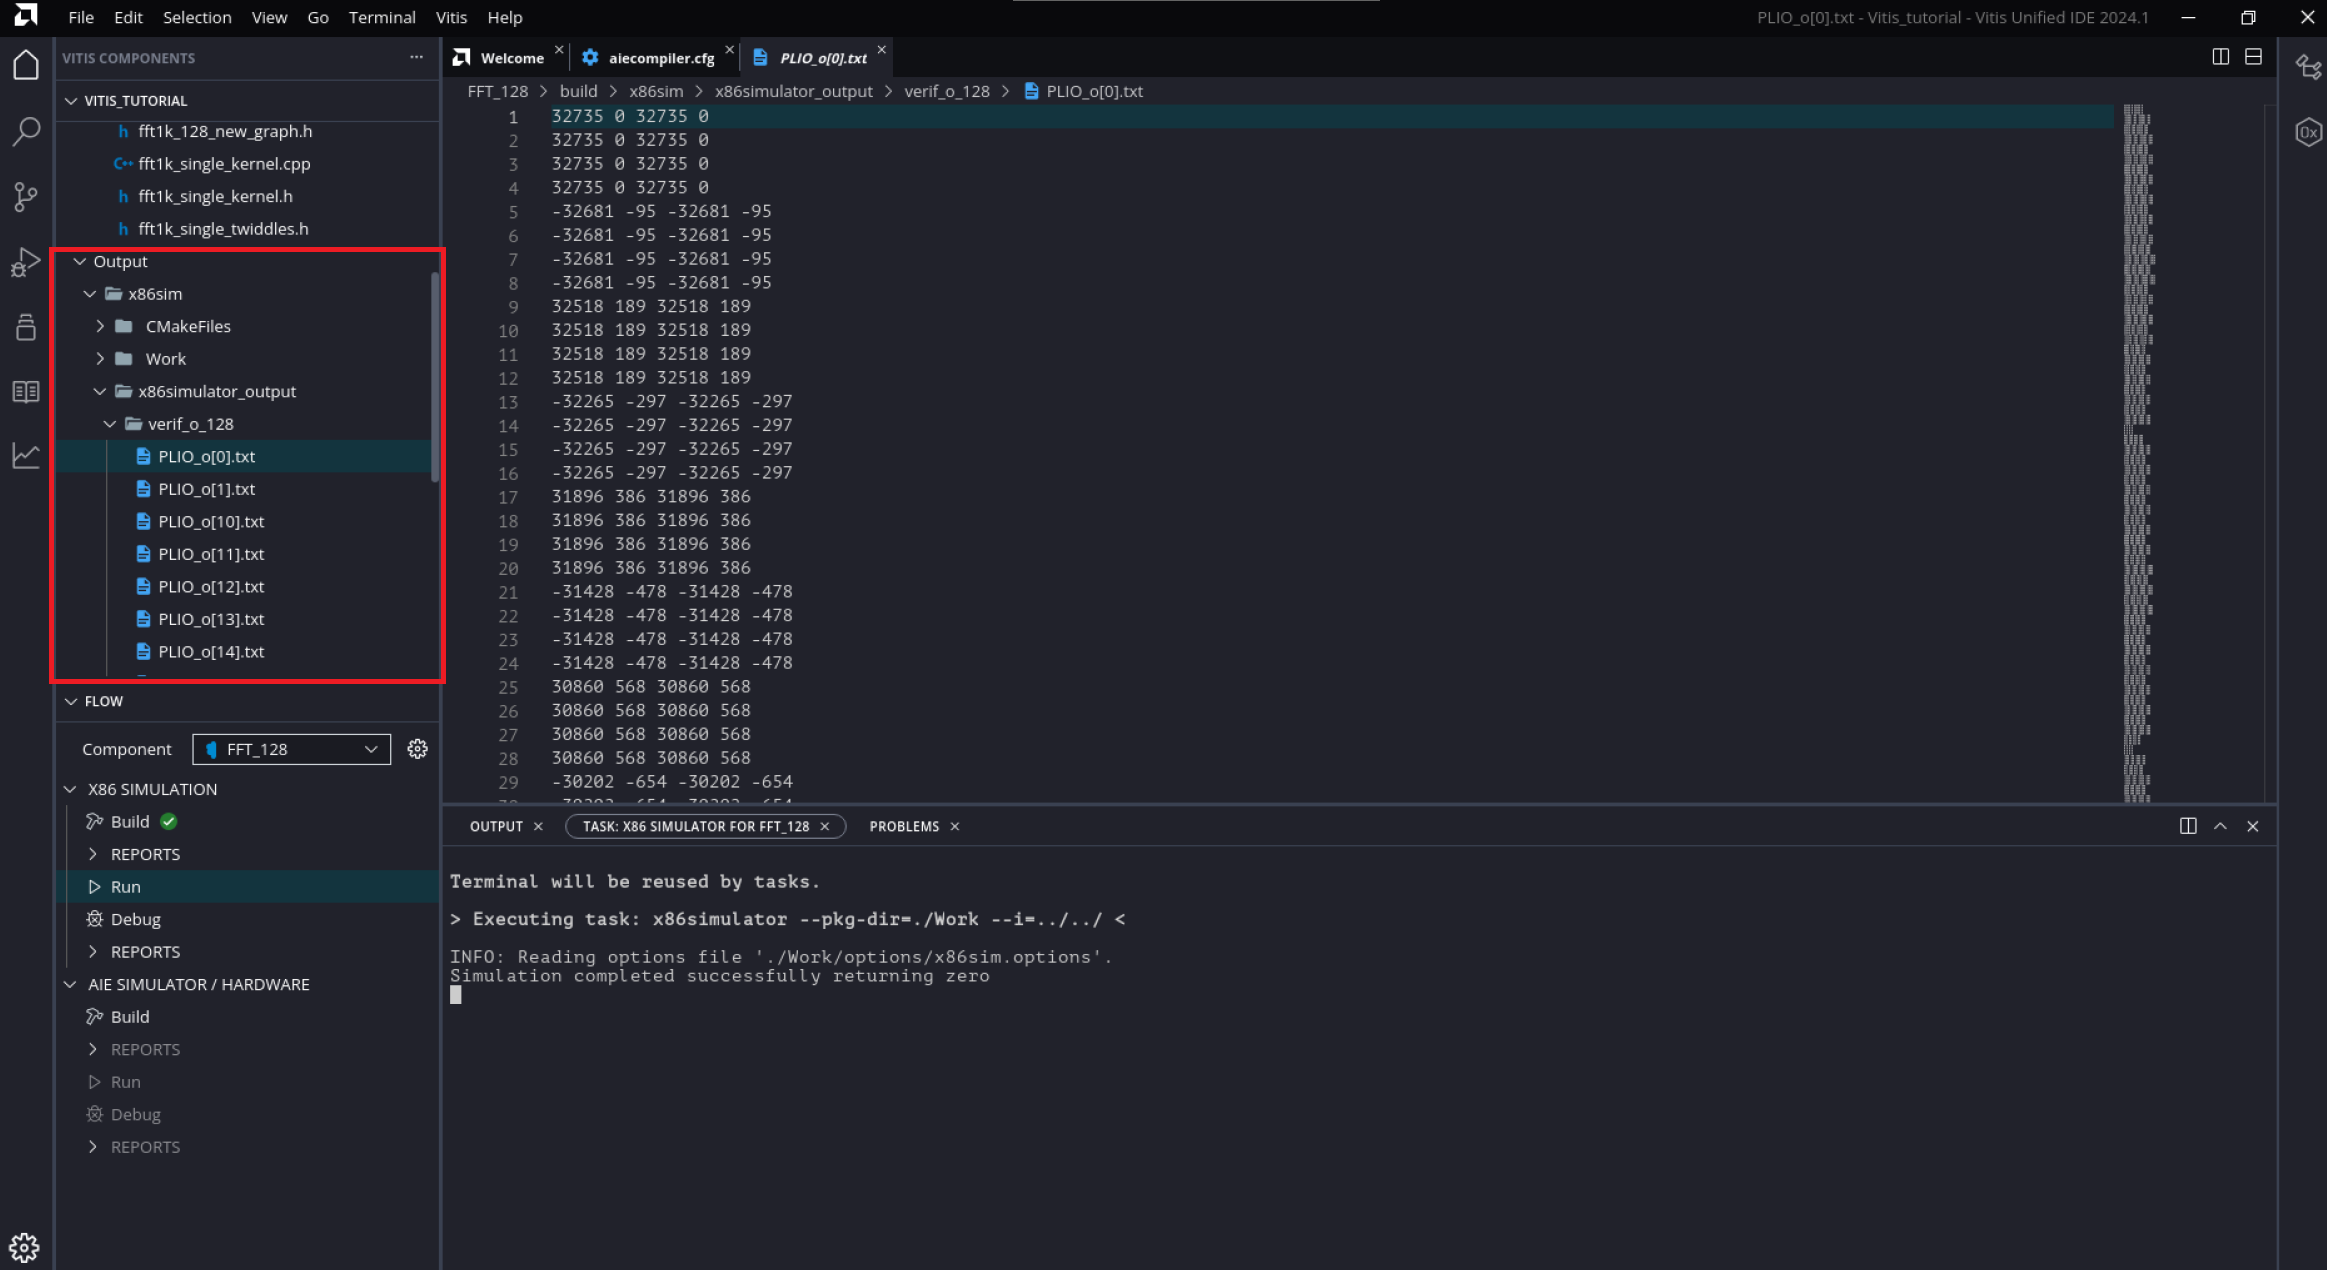 File Edit Selection View Go Terminal Vitis Help
PLIO_o[0].txt - Vitis_tutorial - Vitis Unified IDE 2024.1
VITIS COMPONENTS
VITIS_TUTORIAL
fft1k_128_new_graph.h
fft1k_single_kernel.cpp
fft1k_single_kernel.h
fft1k_single_twiddles.h
Output
x86sim
CMakeFiles
Work
x86simulator_output
verif_o_128
PLIO_o[0].txt
PLIO_o[1].txt
PLIO_o[10].txt
PLIO_o[11].txt
PLIO_o[12].txt
PLIO_o[13].txt
PLIO_o[14].txt
FLOW
Component FFT_128
X86 SIMULATION
Build
REPORTS
Run
Debug
REPORTS
AIE SIMULATOR / HARDWARE
Build
REPORTS
Run
Debug
REPORTS
Welcome aiecompiler.cfg PLIO_o[0].txt
FFT_128 > build > x86sim > x86simulator_output > verif_o_128 > PLIO_o[0].txt
1 32735 0 32735 0
2 32735 0 32735 0
3 32735 0 32735 0
4 32735 0 32735 0
5 -32681 -95 -32681 -95
6 -32681 -95 -32681 -95
7 -32681 -95 -32681 -95
8 -32681 -95 -32681 -95
9 32518 189 32518 189
10 32518 189 32518 189
11 32518 189 32518 189
12 32518 189 32518 189
13 -32265 -297 -32265 -297
14 -32265 -297 -32265 -297
15 -32265 -297 -32265 -297
16 -32265 -297 -32265 -297
17 31896 386 31896 386
18 31896 386 31896 386
19 31896 386 31896 386
20 31896 386 31896 386
21 -31428 -478 -31428 -478
22 -31428 -478 -31428 -478
23 -31428 -478 -31428 -478
24 -31428 -478 -31428 -478
25 30860 568 30860 568
26 30860 568 30860 568
27 30860 568 30860 568
28 30860 568 30860 568
29 -30202 -654 -30202 -654
OUTPUT TASK: X86 SIMULATOR FOR FFT_128 PROBLEMS
Terminal will be reused by tasks.
> Executing task: x86simulator --pkg-dir=./Work --i=../../ <
INFO: Reading options file './Work/options/x86sim.options'.
Simulation completed successfully returning zero
0x